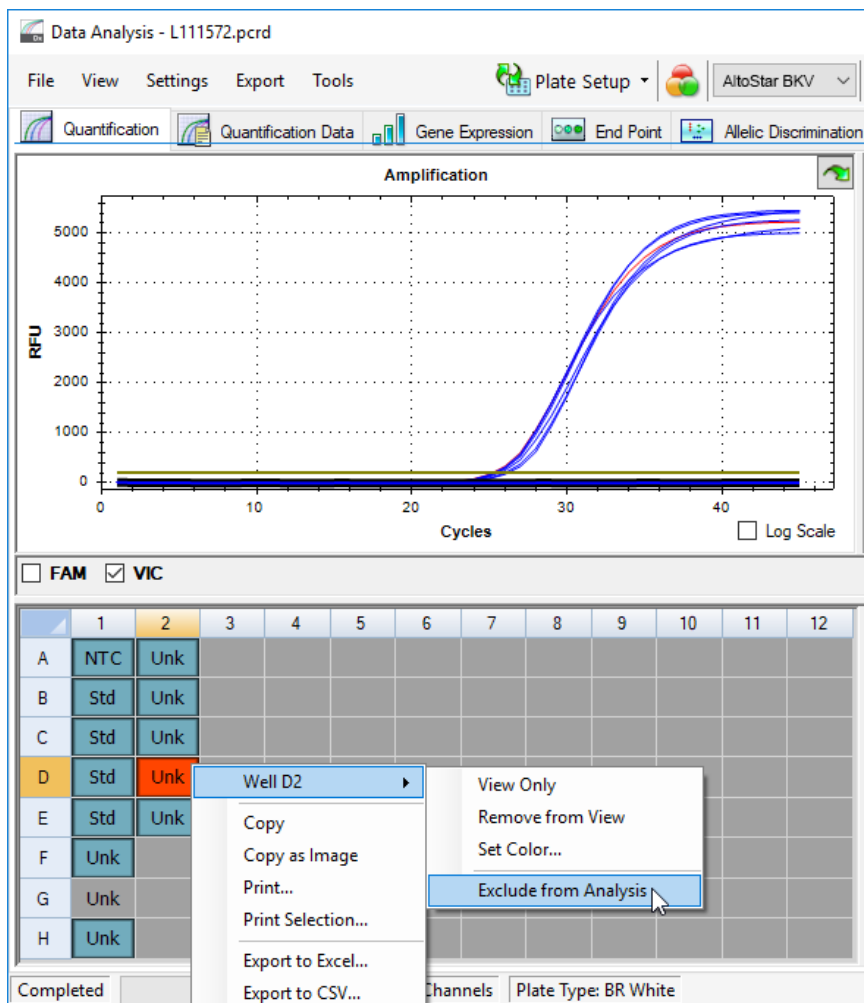 Data Analysis - L111572.pcrd
File View Settings Export Tools Plate Setup AltoStar BKV
Quantification Quantification Data Gene Expression End Point Allelic Discrimination
Amplification
5000
4000
3000
2000
1000
0
RFU
0 10 20 30 40
Cycles
Log Scale
FAM VIC
1 2 3 4 5 6 7 8 9 10 11 12
A NTC Unk
B Std Unk
C Std Unk
D Std Unk
E Std Unk
F Unk
G Unk
H Unk
Well D2
Copy
Copy as Image
Print...
Print Selection...
Export to Excel...
Export to CSV...
View Only
Remove from View
Set Color...
Exclude from Analysis
Completed Channels Plate Type: BR White